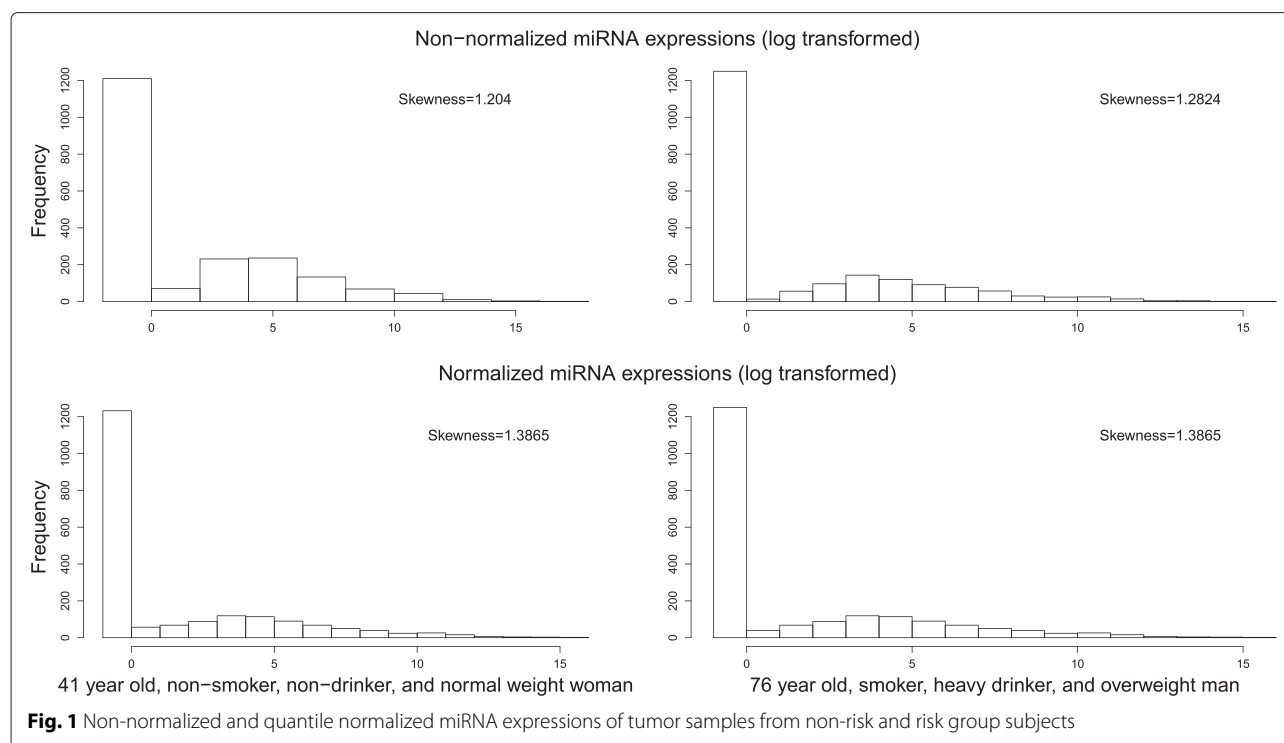 Non−normalized miRNA expressions (log transformed)
Frequency
1200
1000
800
600
400
200
0
Skewness=1.204
0 5 10 15
1200
1000
800
600
400
200
0
Skewness=1.2824
0 5 10 15
Normalized miRNA expressions (log transformed)
Frequency
1200
1000
800
600
400
200
0
Skewness=1.3865
0 5 10 15
41 year old, non−smoker, non−drinker, and normal weight woman
1200
1000
800
600
400
200
0
Skewness=1.3865
0 5 10 15
76 year old, smoker, heavy drinker, and overweight man
Fig. 1 Non-normalized and quantile normalized miRNA expressions of tumor samples from non-risk and risk group subjects